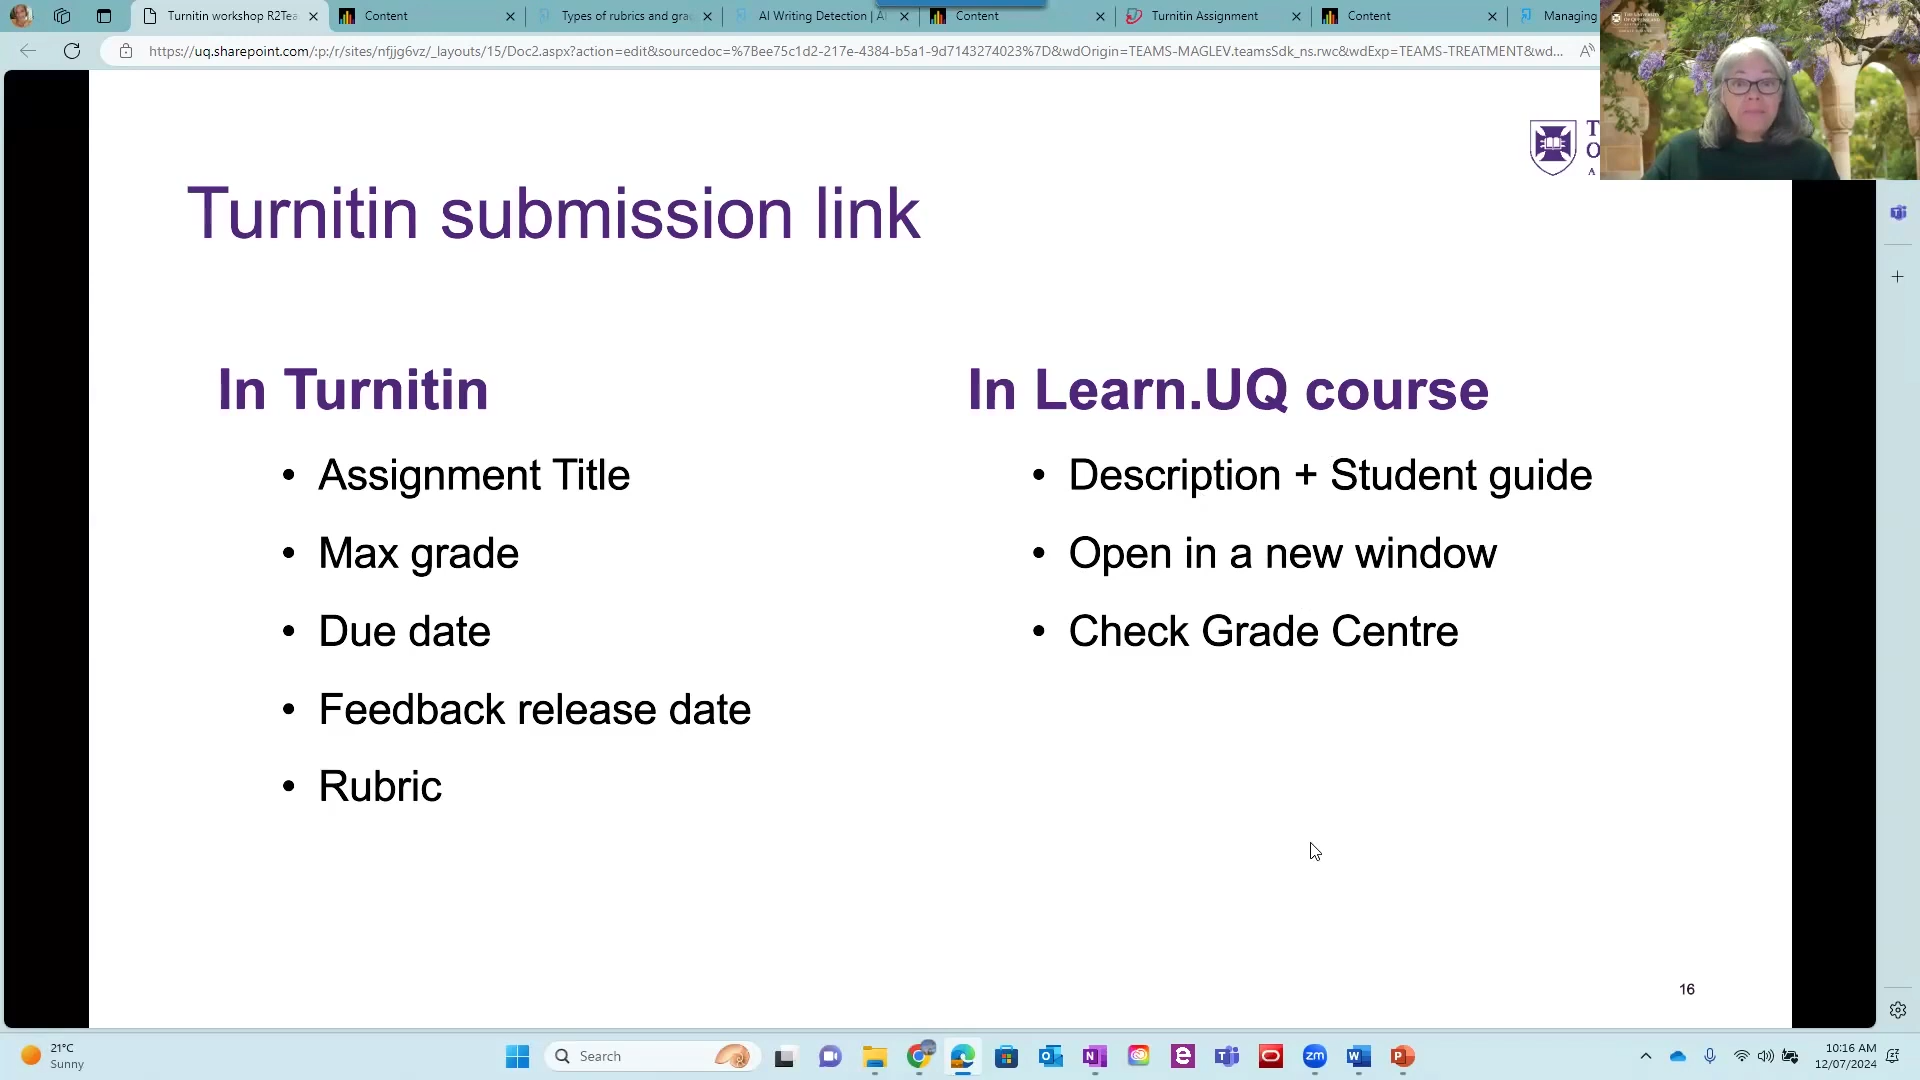 Turnitin workshop R2Tea
Content
Types of rubrics and gra
AI Writing Detection | A
Content
Turnitin Assignment
Content
Managing
https://uq.sharepoint.com/:p:/r/sites/nfjjg6vz/_layouts/15/Doc2.aspx?action=edit&sourcedoc=%7Bee75c1d2-217e-4384-b5a1-9d7143274023%7D&wdOrigin=TEAMS-MAGLEV.teamsSdk_ns.rwc&wdExp=TEAMS-TREATMENT&wd...
Turnitin submission link
In Turnitin
• Assignment Title
• Max grade
• Due date
• Feedback release date
• Rubric
In Learn.UQ course
• Description + Student guide
• Open in a new window
• Check Grade Centre
16
21°C
Sunny
Search
10:16 AM
12/07/2024